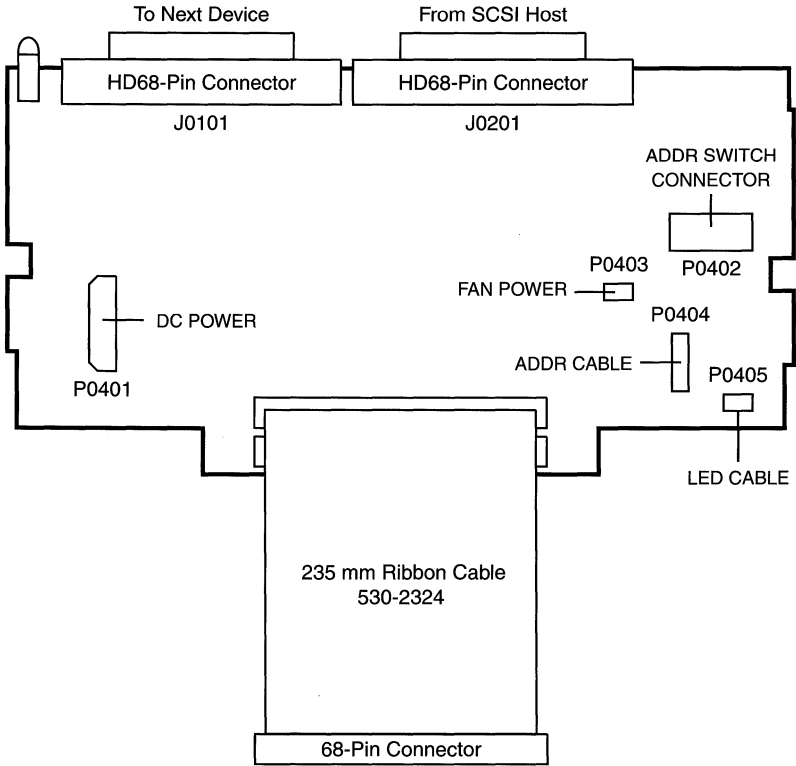 To Next Device
From SCSI Host
HD68-Pin Connector
HD68-Pin Connector
J0101
J0201
ADDR SWITCH
CONNECTOR
P0402
P0403
FAN POWER
P0404
DC POWER
ADDR CABLE
P0405
P0401
LED CABLE
235 mm Ribbon Cable
530-2324
68-Pin Connector